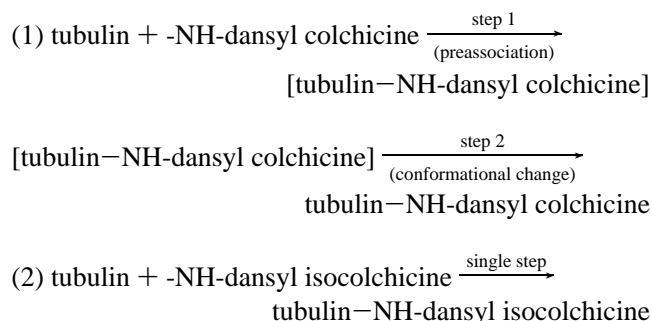 (1) tubulin + -NH-dansyl colchicine step 1 (preassociation)
[tubulin−NH-dansyl colchicine]
[tubulin−NH-dansyl colchicine] step 2 (conformational change)
tubulin−NH-dansyl colchicine
(2) tubulin + -NH-dansyl isocolchicine single step
tubulin−NH-dansyl isocolchicine